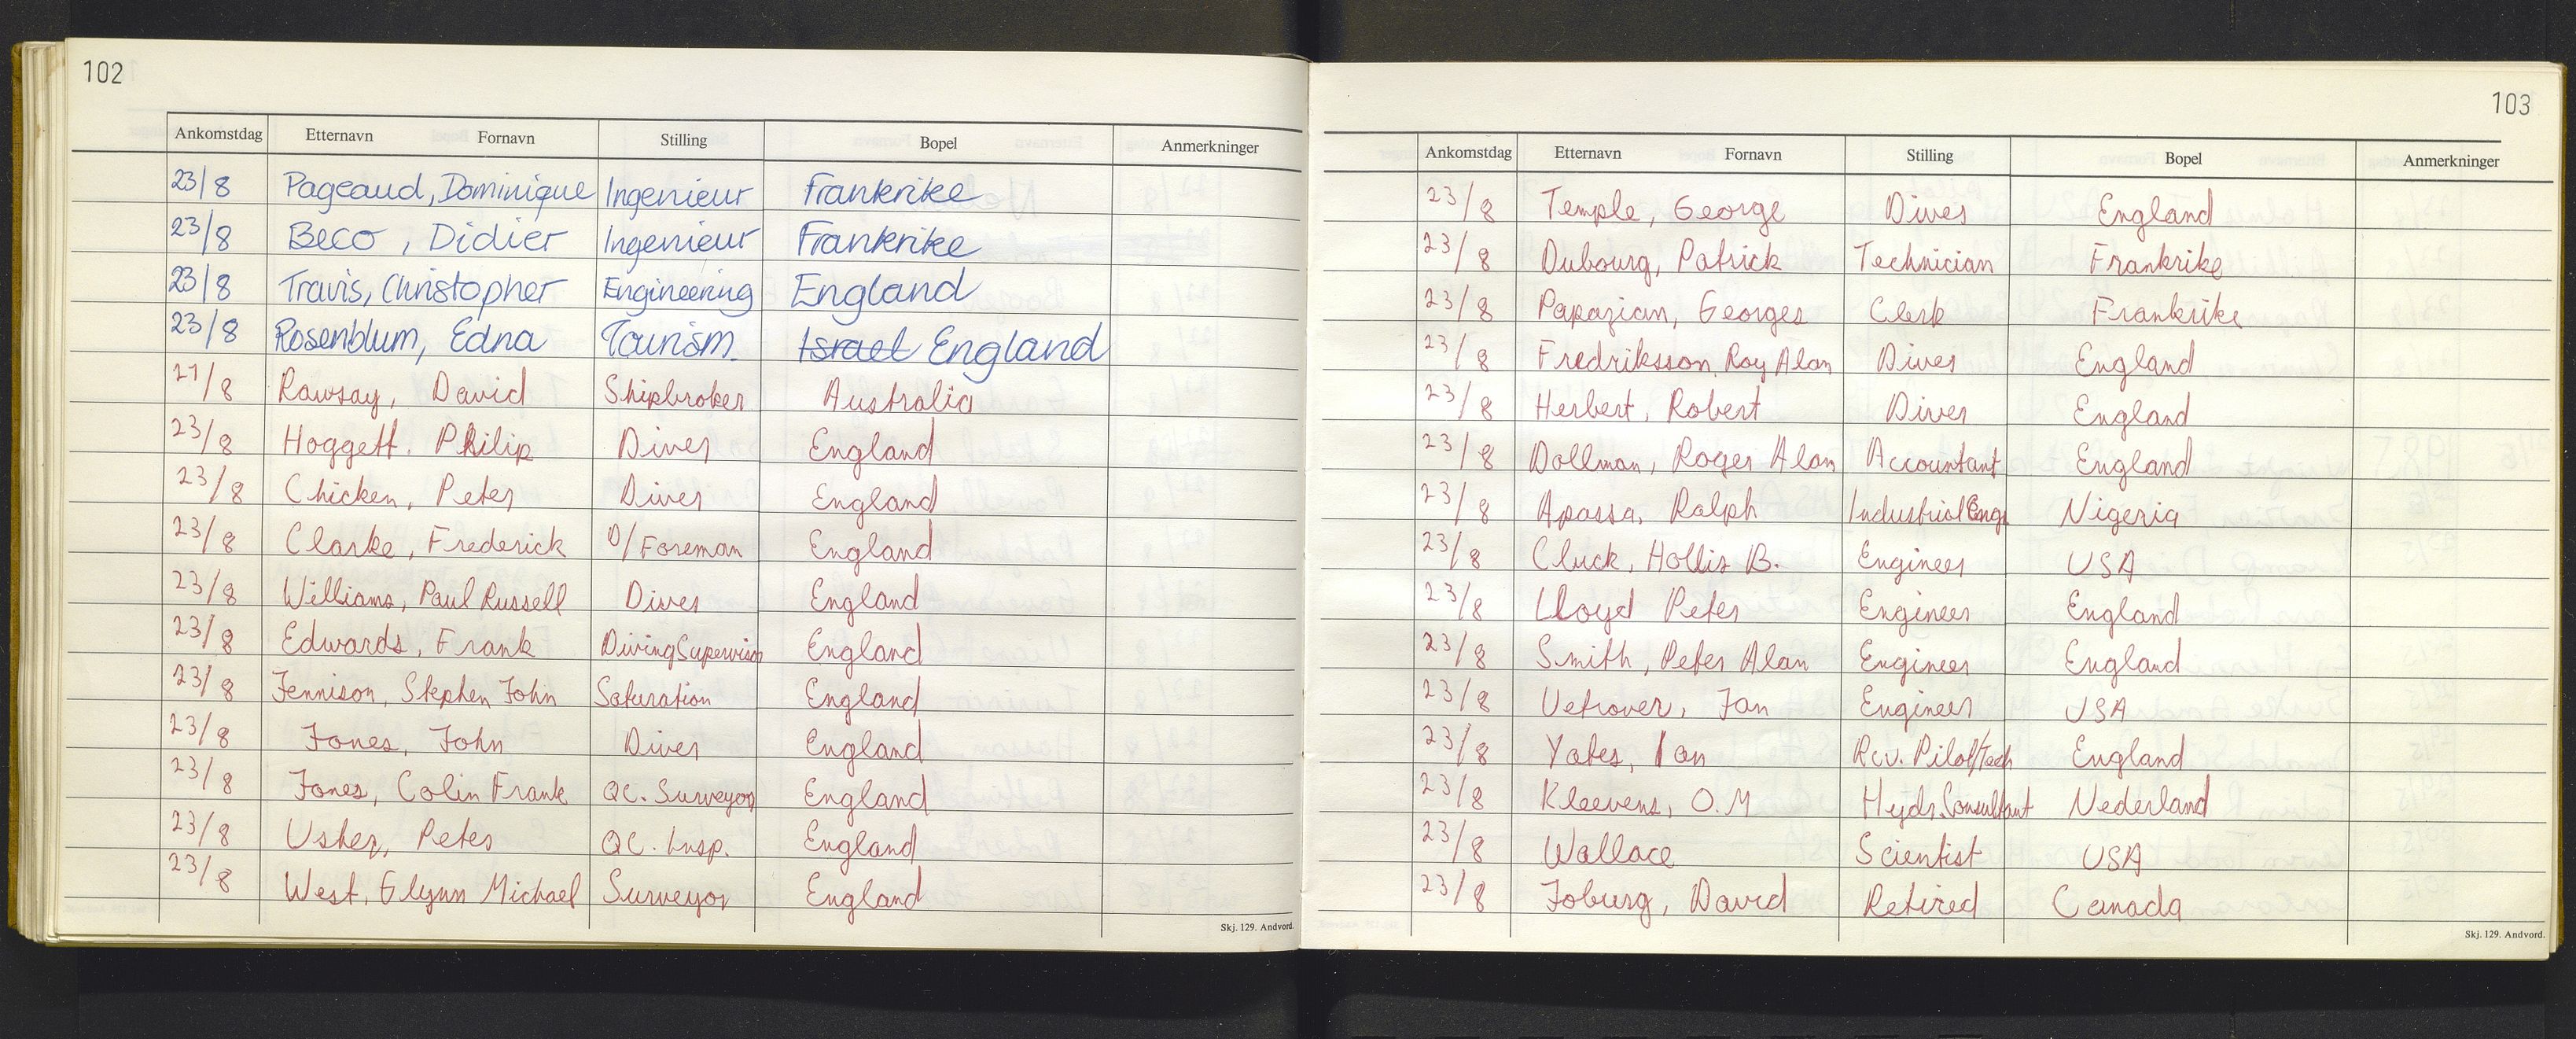 102
Ankomstdag Etternavn Fornavn Stilling Bopel Anmerkninger
23/8 Pageaud, Dominique Ingenieur Frankrike
23/8 Beco, Didier Ingenieur Frankrike
23/8 Travis, Christopher Engineering England
23/8 Rosenblum, Edna Tourism. Israel England
21/8 Rawsay, David Shipbroker Australia
23/8 Hoggett. Philip Diver England
23/8 Chicken, Peter Diver England
23/8 Clarke, Frederick D/Foreman England
23/8 Williams, Paul Russell Diver England
23/8 Edwards, Frank Diving Supervisor England
23/8 Jennison, Stephen John Saturation England
23/8 Jones, John Diver England
23/8 Jones, Colin Frank QC. Surveyor England
23/8 Usher, Peter QC. Insp. England
23/8 West, Glynn Michael Surveyor England
Skj. 129. Andvord.
103
Ankomstdag Etternavn Fornavn Stilling Bopel Anmerkninger
23/8 Temple, George Diver England
23/8 Dubourg, Patrick Technician Frankrike
23/8 Papazian, Georges Clerk Frankrike
23/8 Fredriksson, Roy Alan Diver England
23/8 Herbert, Robert Diver England
23/8 Dollman, Roger Alan Accountant England
23/8 Apassa, Ralph Industrial Eng. Nigeria
23/8 Cluck, Hollis B. Engineer USA
23/8 Lloyd Peter Engineer England
23/8 Smith, Peter Alan Engineer England
23/8 Vetrover, Jan Engineer USA
23/8 Yates, Ian Rcv. Pilot/Tech England
23/8 Kleevens, O.M Hydr. Consultant Nederland
23/8 Wallace Scientist USA
23/8 Joburg, David Retired Canada
Skj. 129. Andvord.